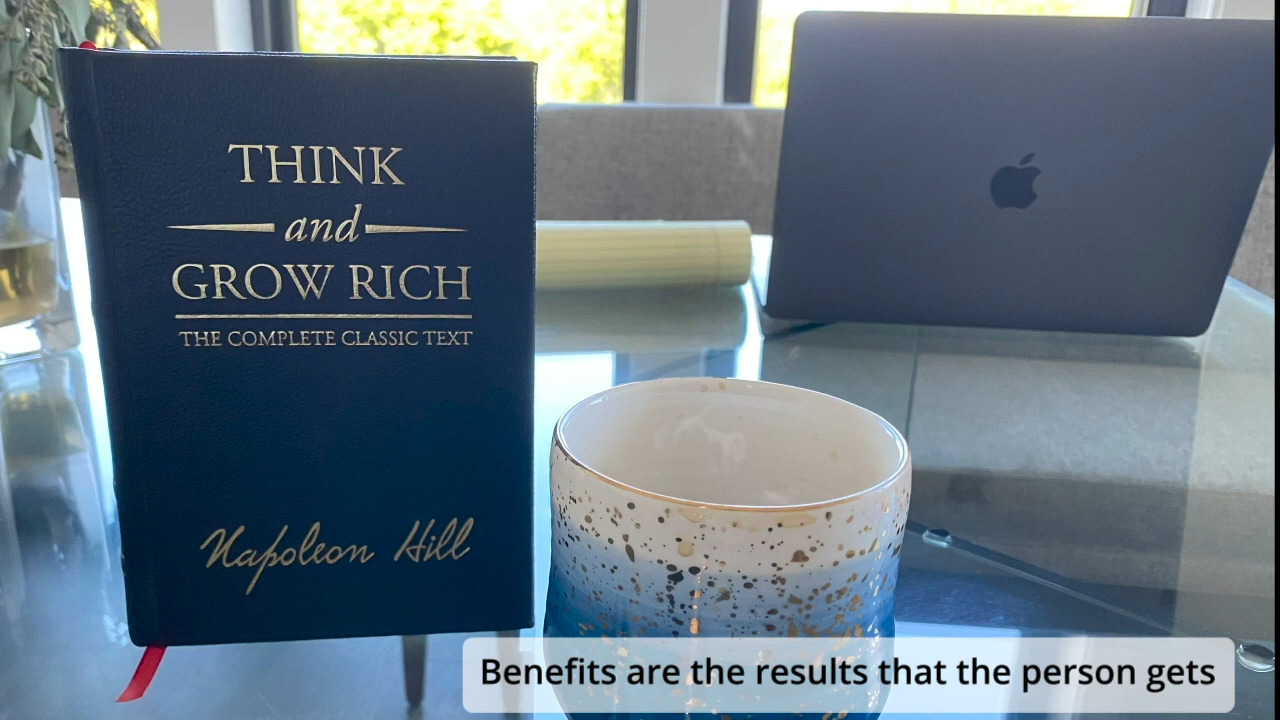 THINK
and
GROW RICH
THE COMPLETE CLASSIC TEXT
Napoleon Hill
Benefits are the results that the person gets